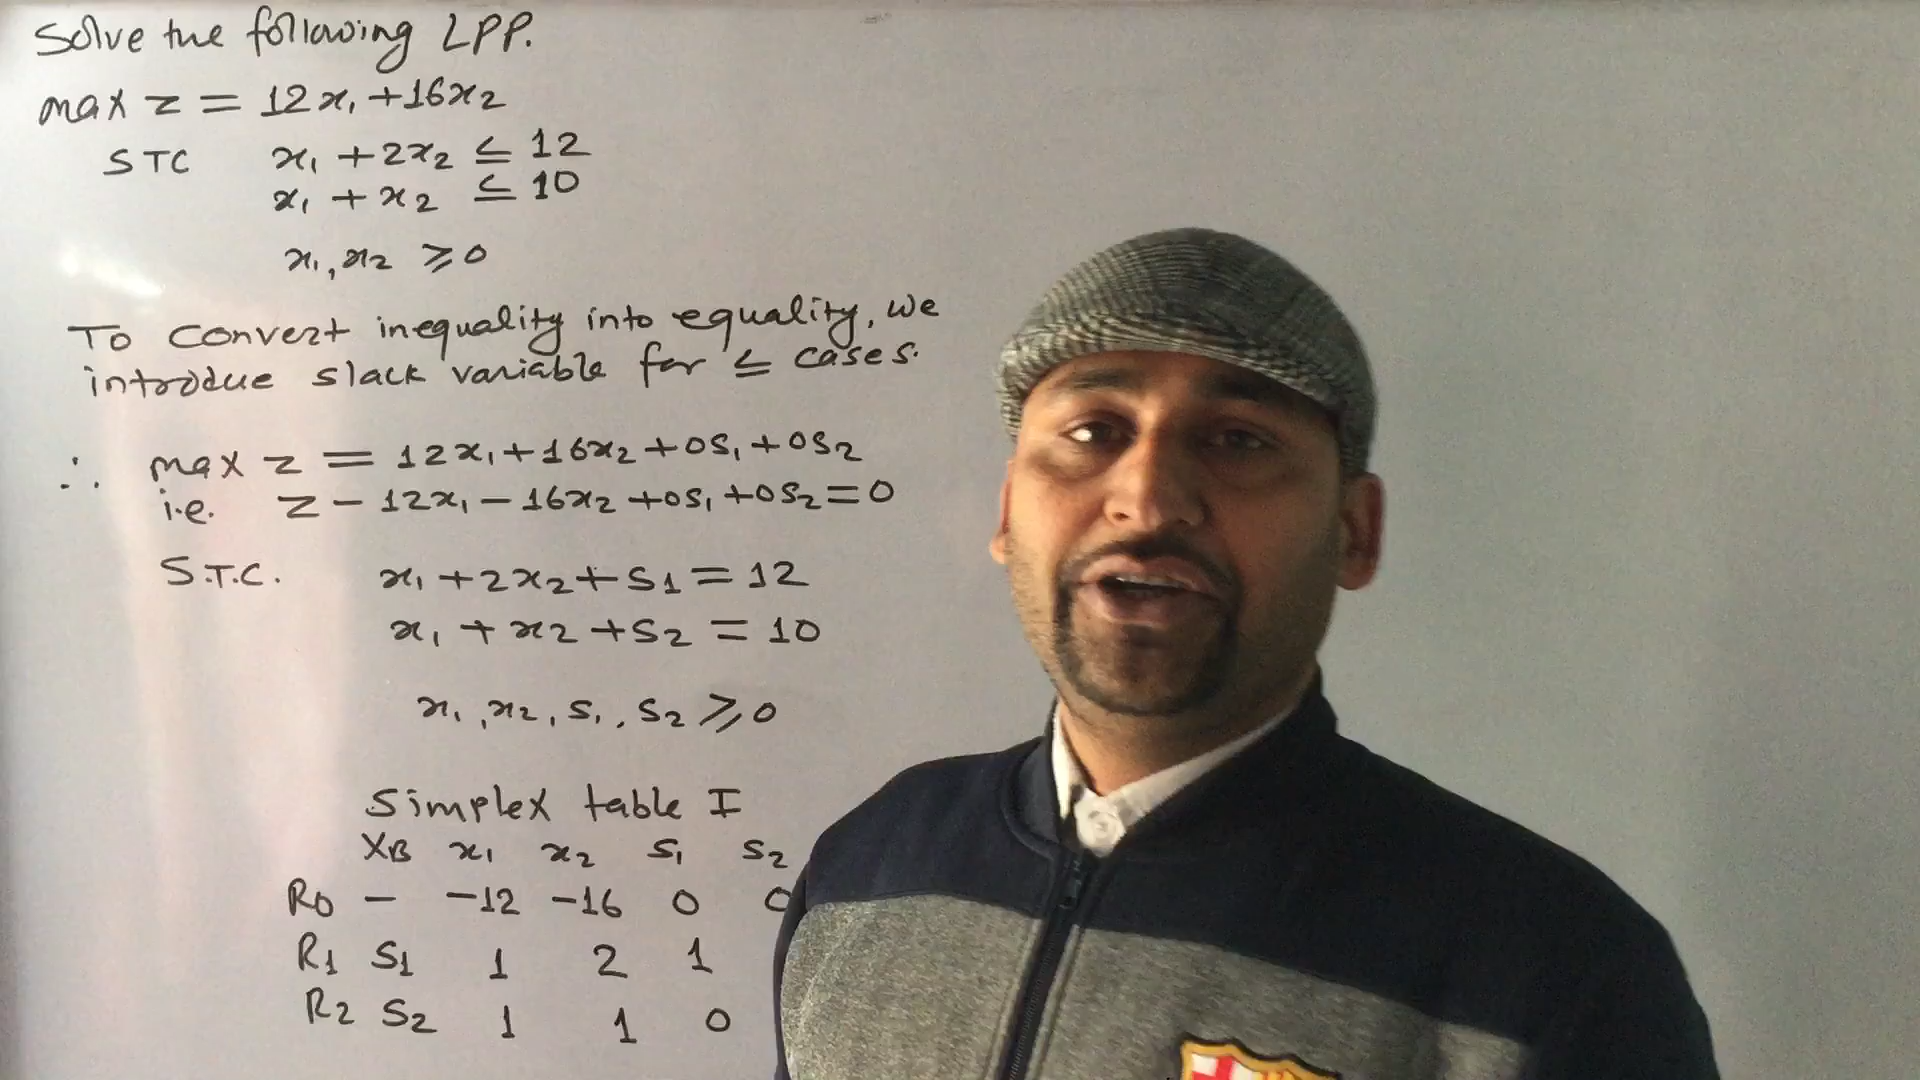 Solve the following LPP.
max z = 12x₁ + 16x₂
STC x₁ + 2x₂ ≤ 12
x₁ + x₂ ≤ 10
x₁, x₂ ≥ 0
To convert inequality into equality, we
introdue slack variable for ≤ cases.
∴ max z = 12x₁ + 16x₂ + 0S₁ + 0S₂
i.e. z - 12x₁ - 16x₂ + 0S₁ + 0S₂ = 0
S.T.C. x₁ + 2x₂ + S1 = 12
x₁ + x₂ + S₂ = 10
x₁, x₂, S₁, S₂ ≥ 0
Simplex table I
XB x₁ x₂ S₁ S₂
R0 - -12 -16 0 0
R1 S1 1 2 1
R2 S2 1 1 0